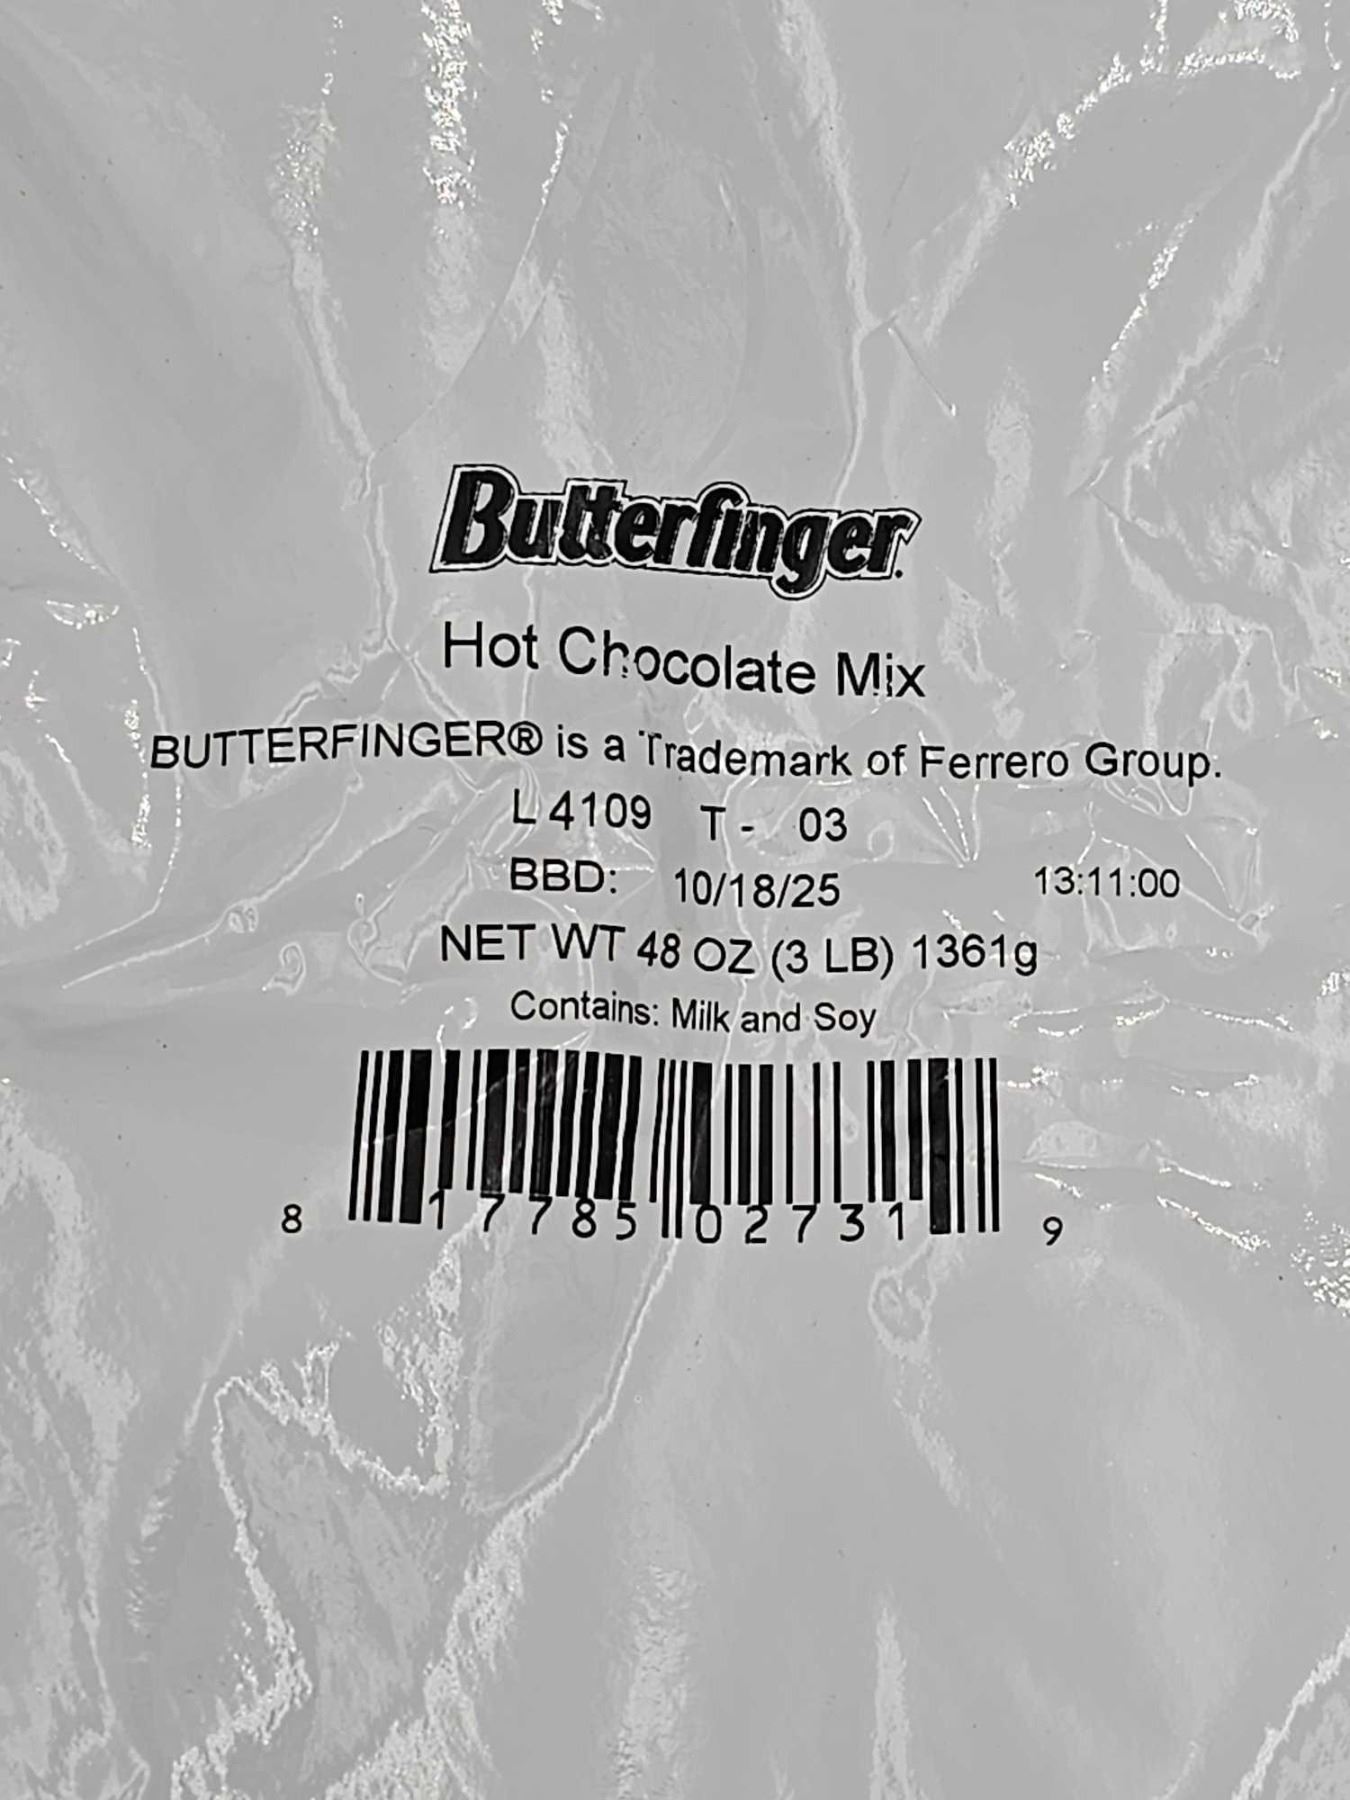 Butterfinger
Hot Chocolate Mix
BUTTERFINGER® is a Trademark of Ferrero Group.
L 4109 T - 03
BBD: 10/18/25 13:11:00
NET WT 48 OZ (3 LB) 1361g
Contains: Milk and Soy
8 17785 02731 9